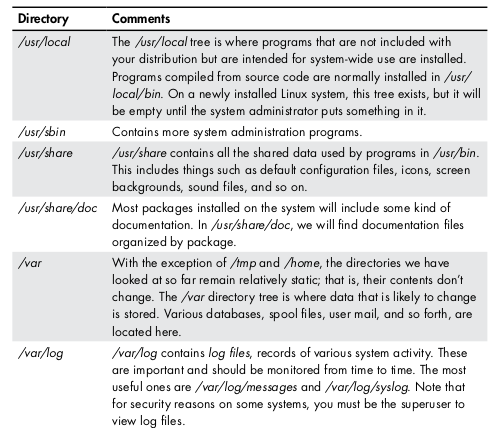 Directory Comments
/usr/local The /usr/local tree is where programs that are not included with
your distribution but are intended for system-wide use are installed.
Programs compiled from source code are normally installed in /usr/
local/bin. On a newly installed Linux system, this tree exists, but it will
be empty until the system administrator puts something in it.
/usr/sbin Contains more system administration programs.
/usr/share /usr/share contains all the shared data used by programs in /usr/bin.
This includes things such as default configuration files, icons, screen
backgrounds, sound files, and so on.
/usr/share/doc Most packages installed on the system will include some kind of
documentation. In /usr/share/doc, we will find documentation files
organized by package.
/var With the exception of /tmp and /home, the directories we have
looked at so far remain relatively static; that is, their contents don’t
change. The /var directory tree is where data that is likely to change
is stored. Various databases, spool files, user mail, and so forth, are
located here.
/var/log /var/log contains log files, records of various system activity. These
are important and should be monitored from time to time. The most
useful ones are /var/log/messages and /var/log/syslog. Note that
for security reasons on some systems, you must be the superuser to
view log files.